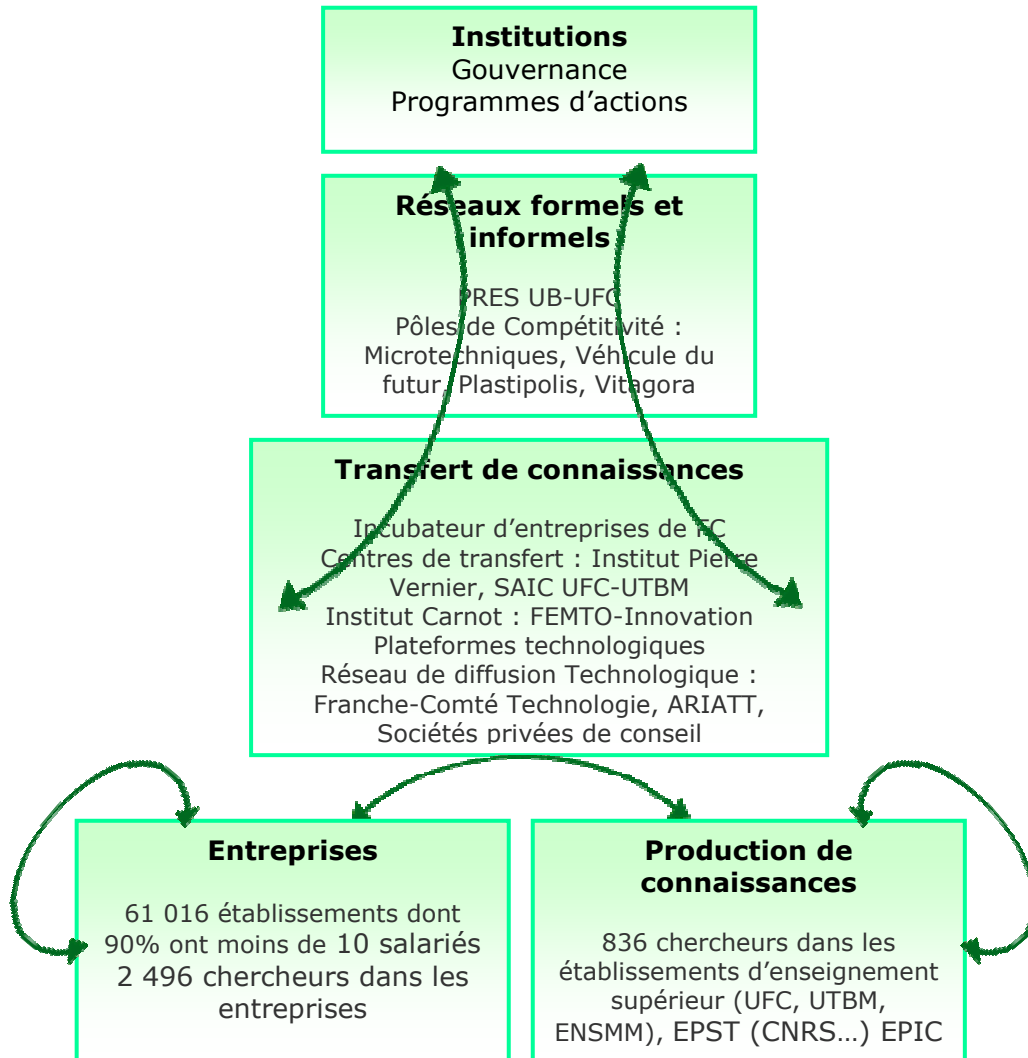 Institutions
Gouvernance
Programmes d'actions
Réseaux formels et
informels
PRES UB-UFC
Pôles de Compétitivité :
Microtechniques, Véhicule du
futur, Plastipolis, Vitagora
Transfert de connaissances
Incubateur d'entreprises de FC
Centres de transfert : Institut Pierre
Vernier, SAIC UFC-UTBM
Institut Carnot : FEMTO-Innovation
Plateformes technologiques
Réseau de diffusion Technologique :
Franche-Comté Technologie, ARIATT,
Sociétés privées de conseil
Entreprises
61 016 établissements dont
90% ont moins de 10 salariés
2 496 chercheurs dans les
entreprises
Production de
connaissances
836 chercheurs dans les
établissements d'enseignement
supérieur (UFC, UTBM,
ENSMM), EPST (CNRS...) EPIC